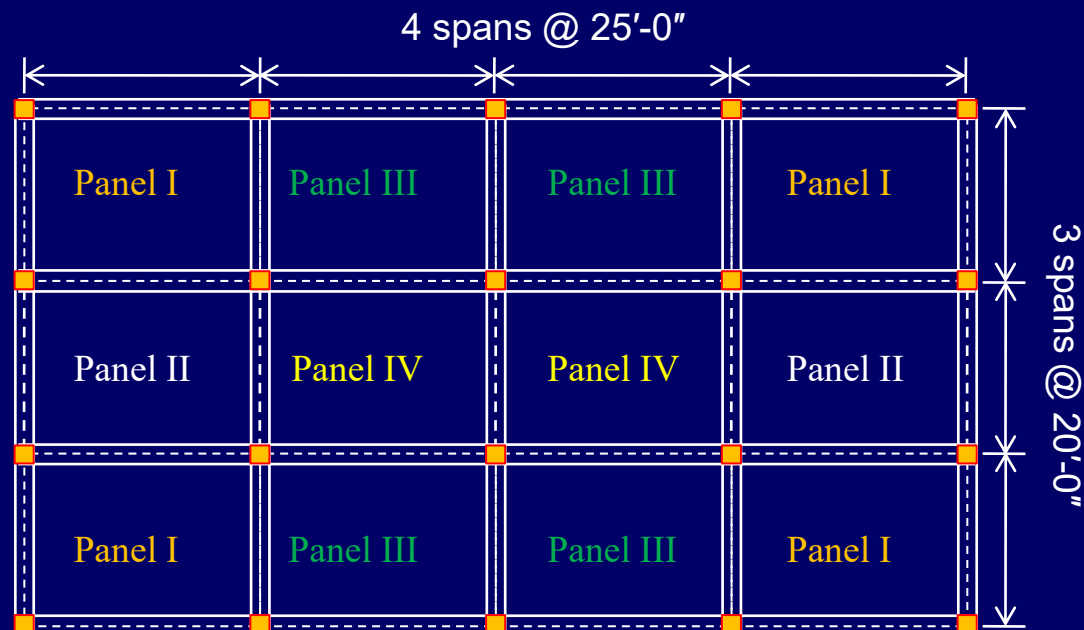 4 spans @ 25′-0″
Panel I Panel III Panel III Panel I
3 spans @ 20′-0″
Panel II Panel IV Panel IV Panel II
Panel I Panel III Panel III Panel I